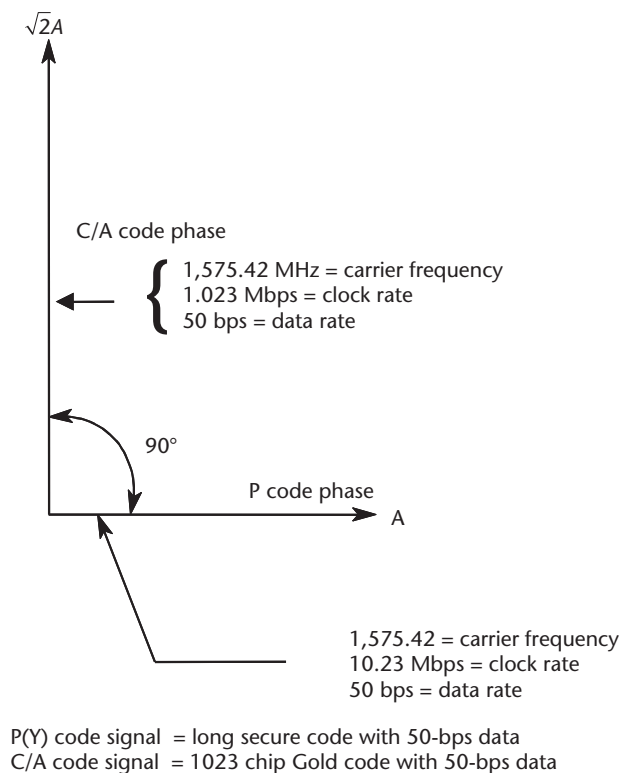 √2A
C/A code phase
1,575.42 MHz = carrier frequency
1.023 Mbps = clock rate
50 bps = data rate
90°
P code phase
A
1,575.42 = carrier frequency
10.23 Mbps = clock rate
50 bps = data rate
P(Y) code signal = long secure code with 50-bps data
C/A code signal = 1023 chip Gold code with 50-bps data